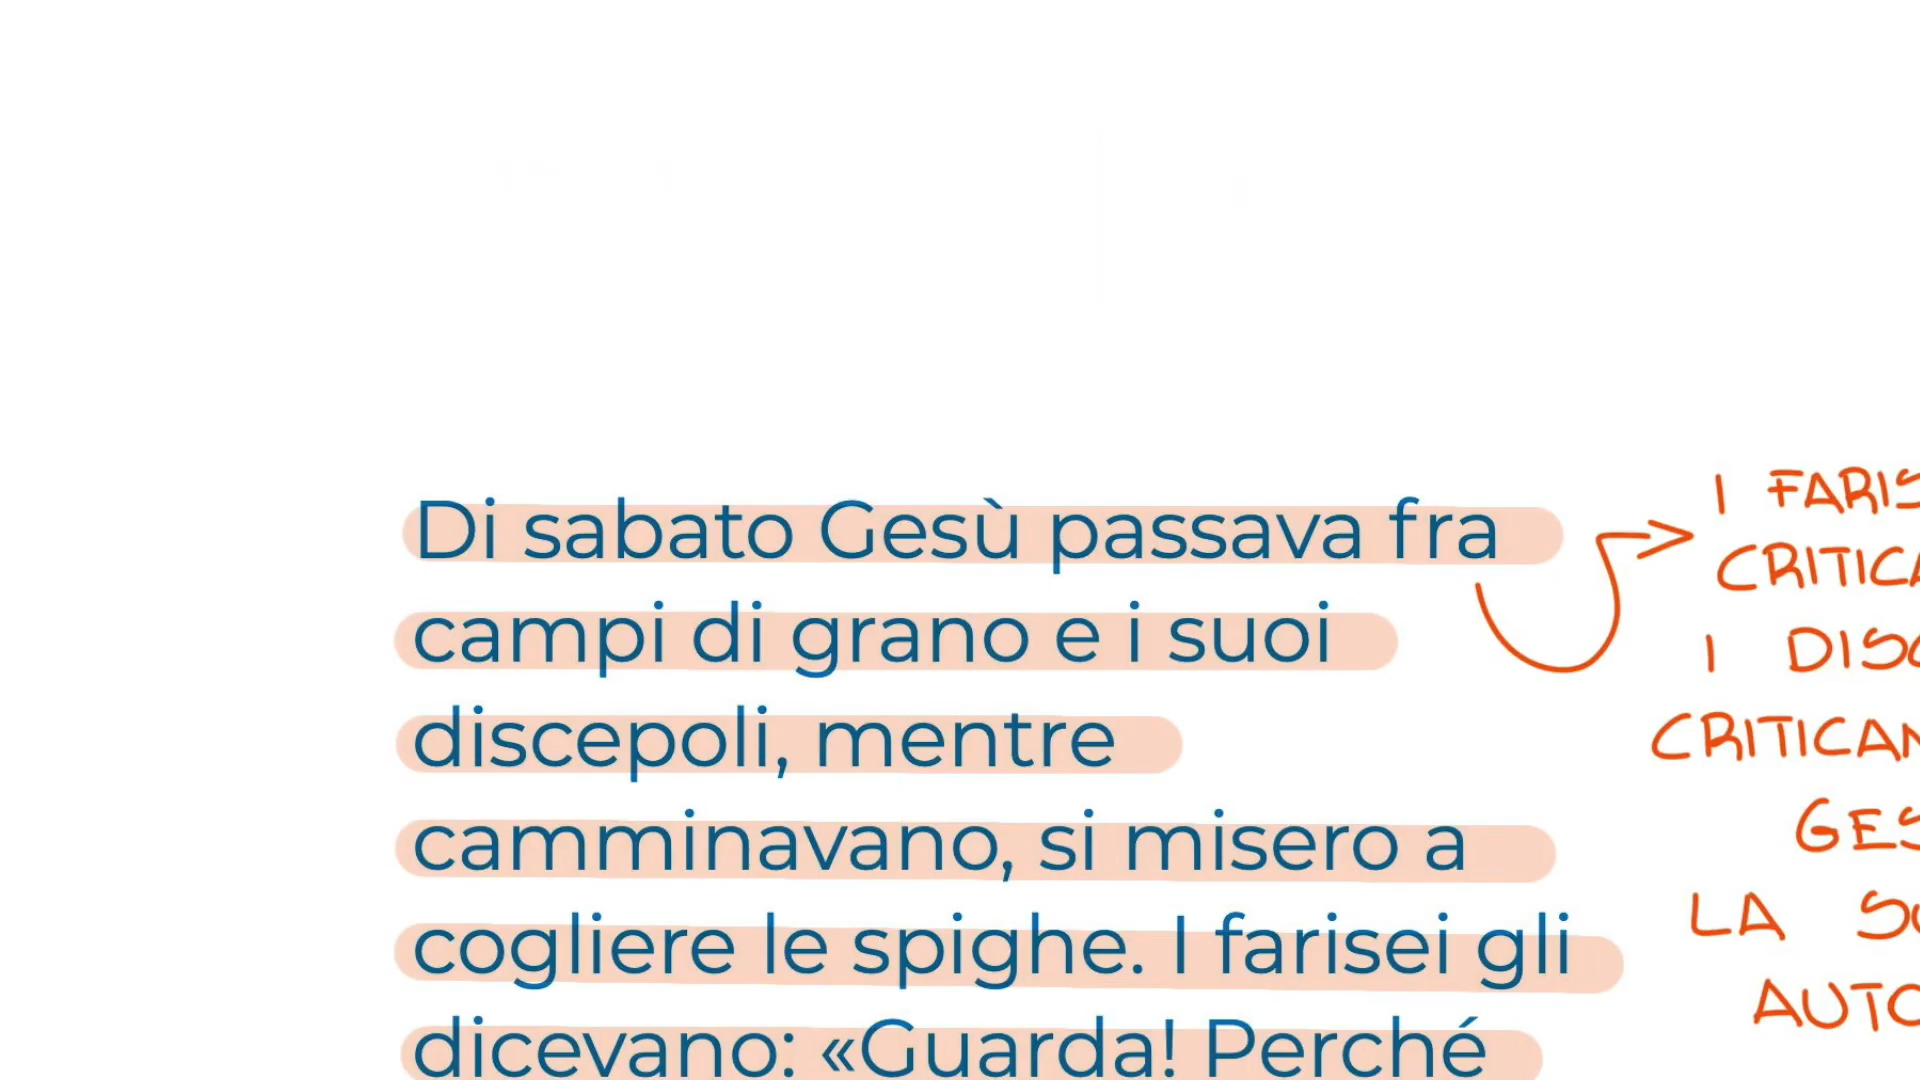 Di sabato Gesù passava fra
campi di grano e i suoi
discepoli, mentre
camminavano, si misero a
cogliere le spighe. I farisei gli
dicevano: «Guarda! Perché
I
I
LA